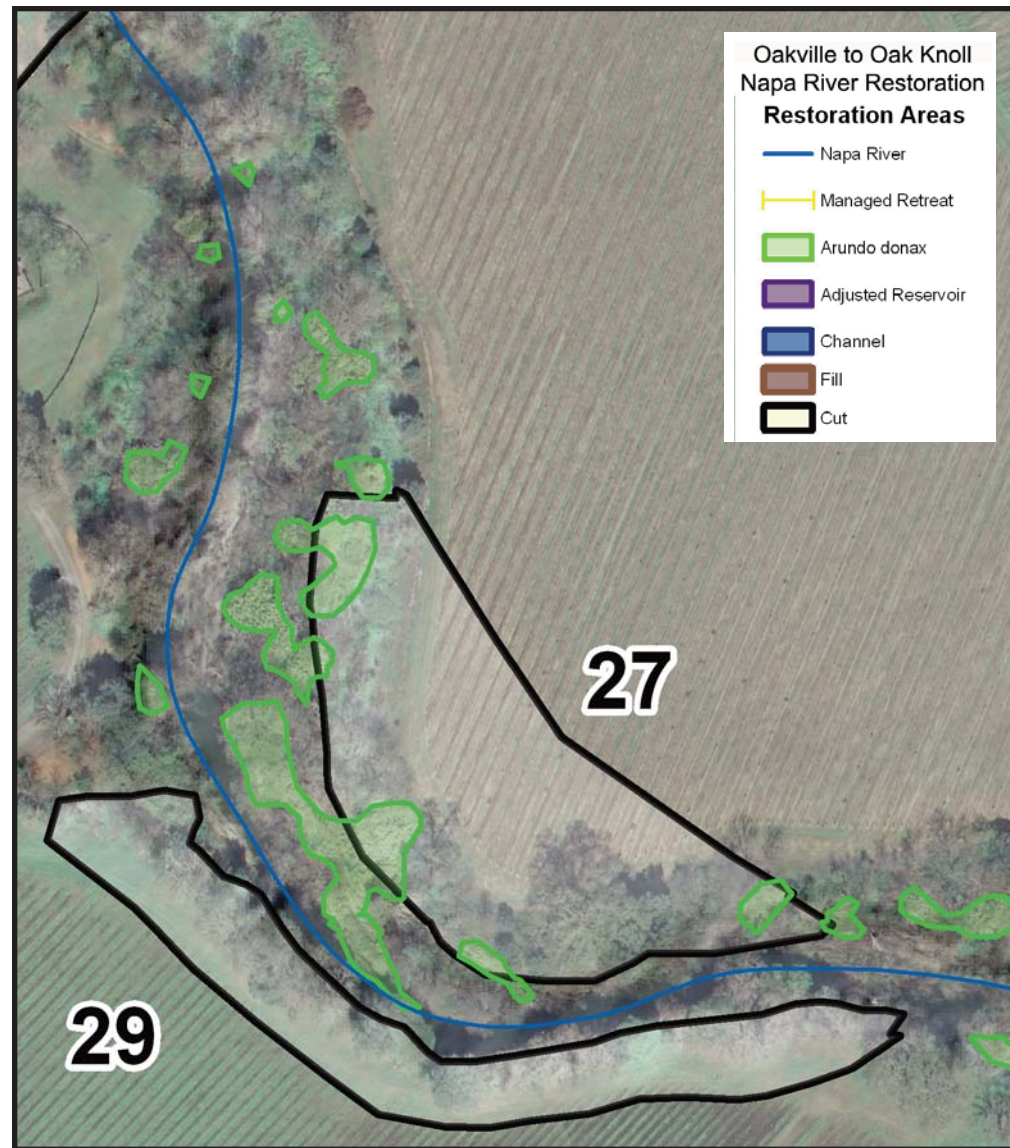 Oakville to Oak Knoll
Napa River Restoration
Restoration Areas
Napa River
Managed Retreat
Arundo donax
Adjusted Reservoir
Channel
Fill
Cut
27
29